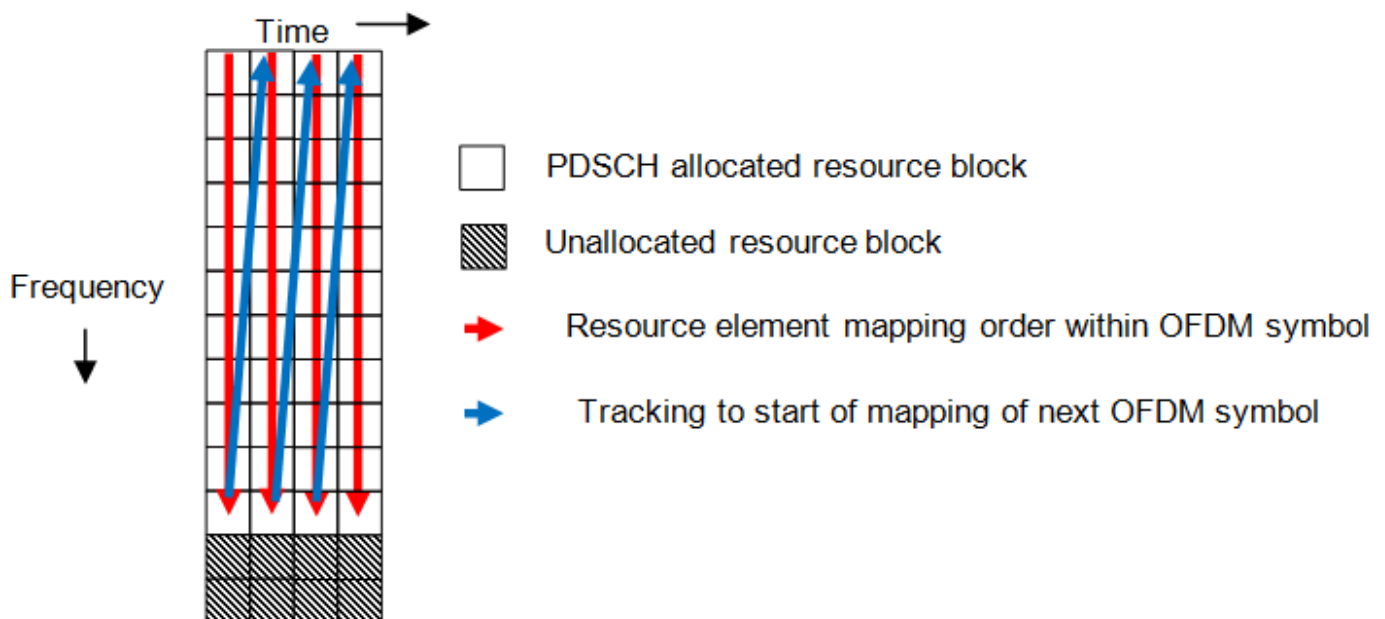 Time
PDSCH allocated resource block
Unallocated resource block
Frequency
Resource element mapping order within OFDM symbol
Tracking to start of mapping of next OFDM symbol